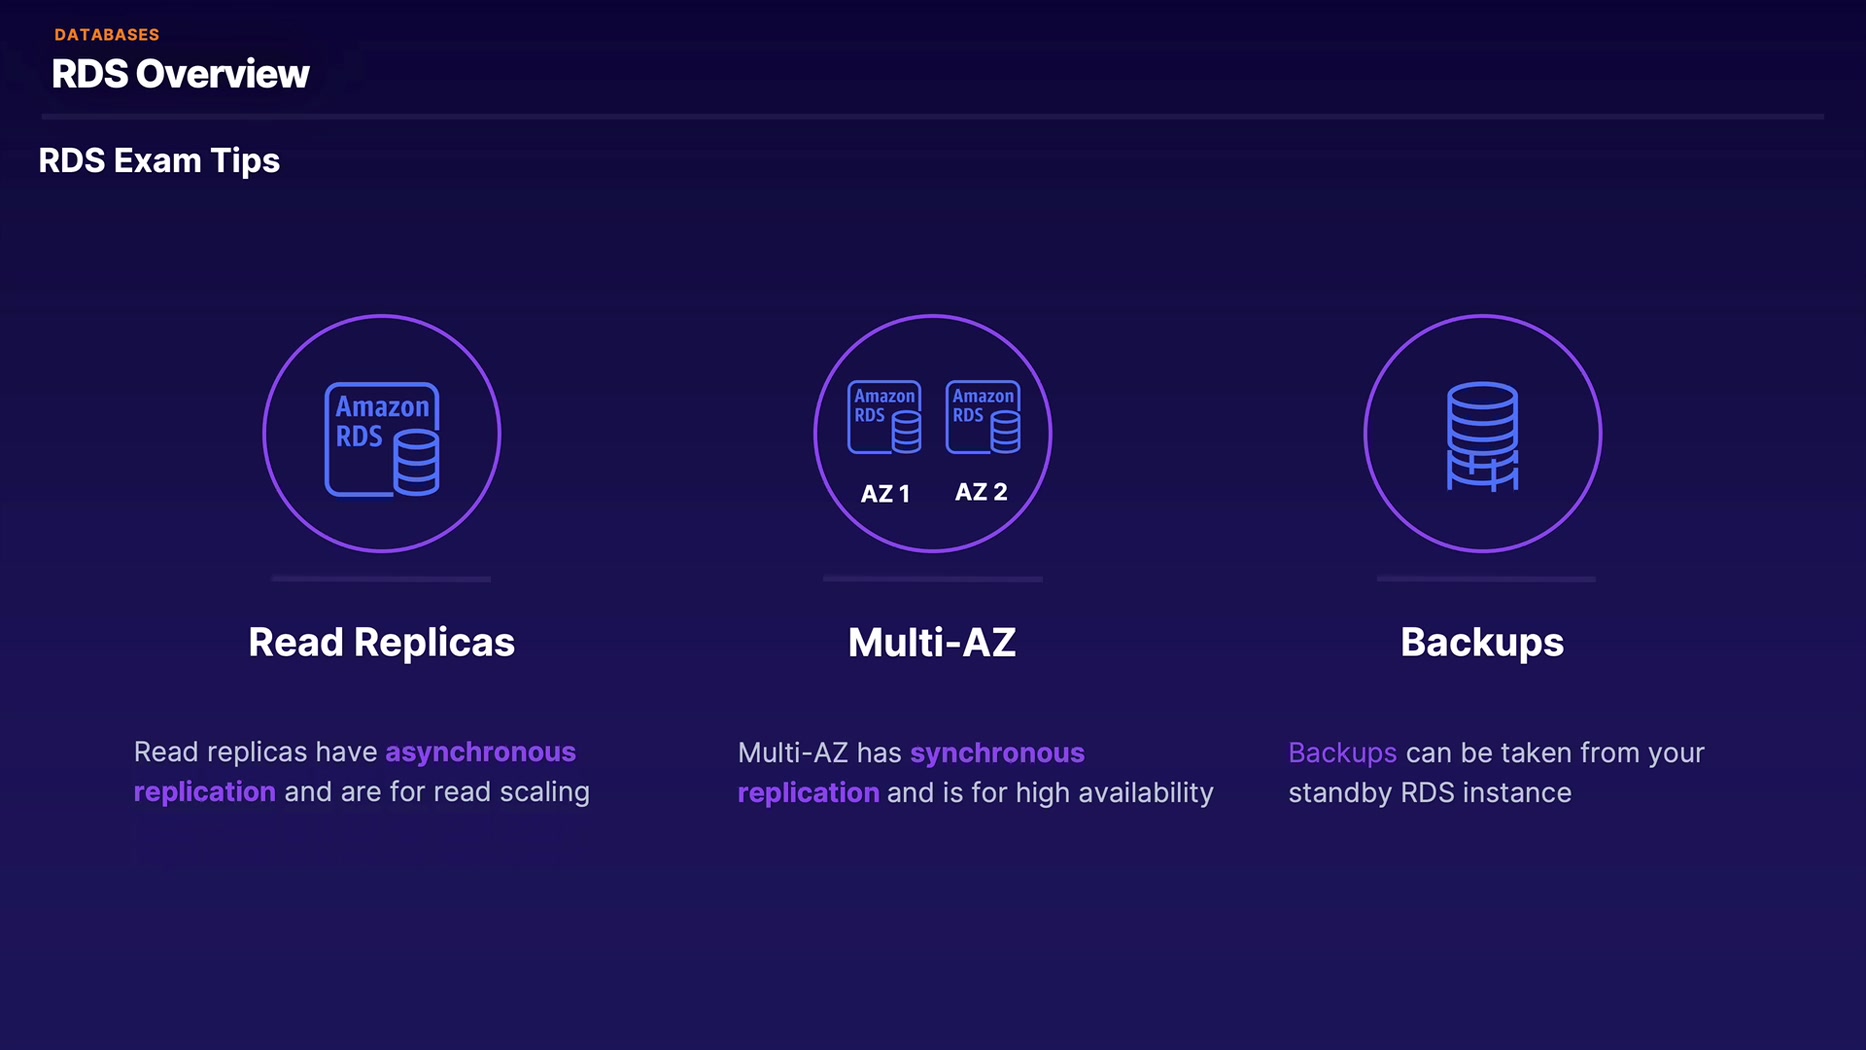 DATABASES
RDS Overview
RDS Exam Tips
Amazon
RDS
Amazon
RDS
Amazon
RDS
AZ 1
AZ 2
Read Replicas
Multi-AZ
Backups
Read replicas have asynchronous
replication and are for read scaling
Multi-AZ has synchronous
replication and is for high availability
Backups can be taken from your
standby RDS instance